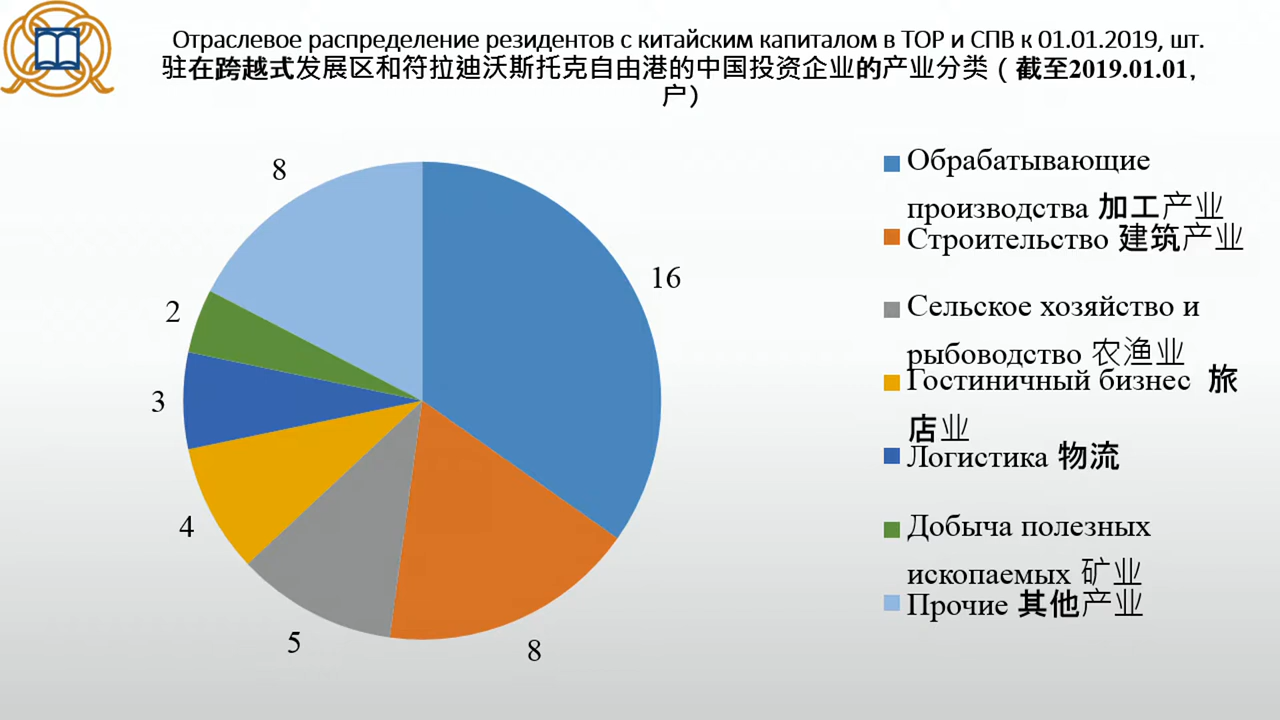 Отраслевое распределение резидентов с китайским капиталом в ТОР и СПВ к 01.01.2019, шт.
驻在跨越式发展区和符拉迪沃斯托克自由港的中国投资企业的产业分类（截至2019.01.01，
户）
8
16
2
3
4
5
8
Обрабатывающие
производства 加工产业
Строительство 建筑产业
Сельское хозяйство и
рыбоводство 农渔业
Гостиничный бизнес 旅
店业
Логистика 物流
Добыча полезных
ископаемых 矿业
Прочие 其他产业